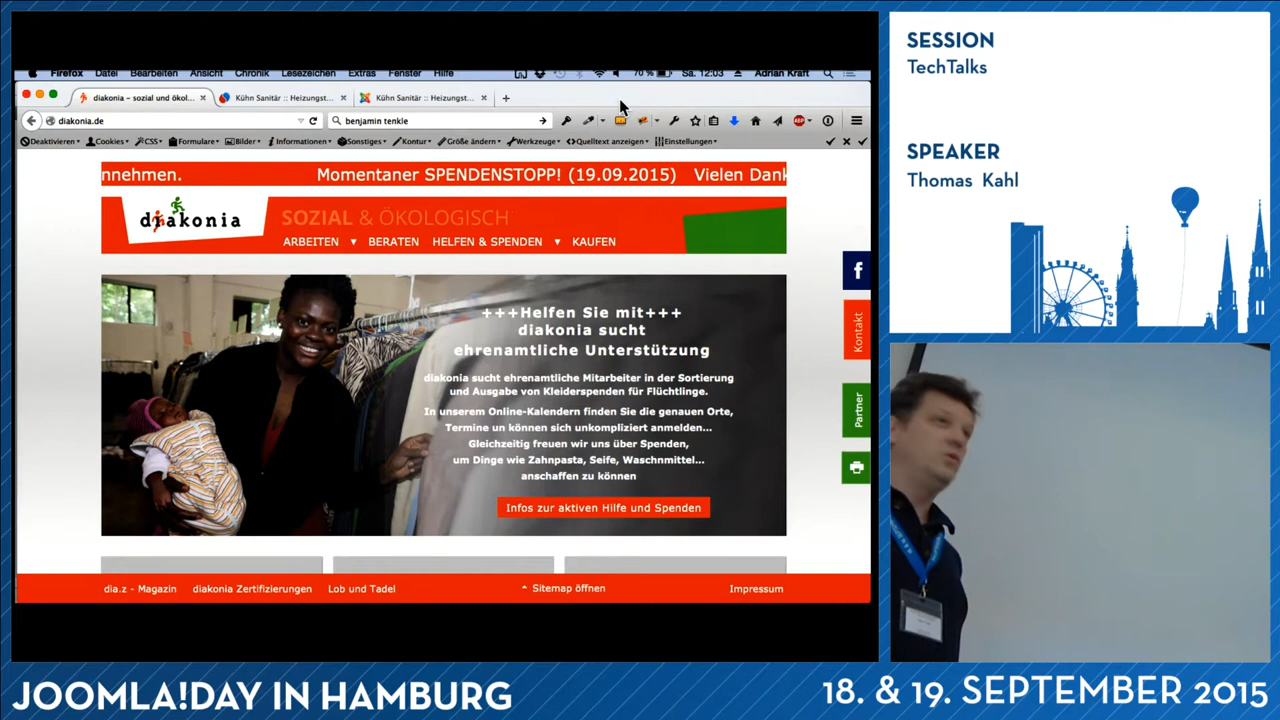 Firefox Datei Bearbeiten Ansicht Chronik Lesezeichen Extras Fenster Hilfe 70 % Sa. 12:03 Adrian Kraft
diakonia – sozial und ökol... Kühn Sanitär :: Heizungst... Kühn Sanitär :: Heizungst...
diakonia.de benjamin tenkle
Deaktivieren Cookies CSS Formulare Bilder Informationen Sonstiges Kontur Größe ändern Werkzeuge Quelltext anzeigen Einstellungen
nnehmen. Momentaner SPENDENSTOPP! (19.09.2015) Vielen Dank
diakonia
SOZIAL & ÖKOLOGISCH
ARBEITEN BERATEN HELFEN & SPENDEN KAUFEN
f
Kontakt
Partner
+++Helfen Sie mit+++
diakonia sucht
ehrenamtliche Unterstützung
diakonia sucht ehrenamtliche Mitarbeiter in der Sortierung
und Ausgabe von Kleiderspenden für Flüchtlinge.
In unserem Online-Kalendern finden Sie die genauen Orte,
Termine un können sich unkompliziert anmelden...
Gleichzeitig freuen wir uns über Spenden,
um Dinge wie Zahnpasta, Seife, Waschnmittel...
anschaffen zu können
Infos zur aktiven Hilfe und Spenden
dia.z - Magazin diakonia Zertifizierungen Lob und Tadel Sitemap öffnen Impressum
SESSION
TechTalks
SPEAKER
Thomas Kahl
JOOMLA!DAY IN HAMBURG
18. & 19. SEPTEMBER 2015